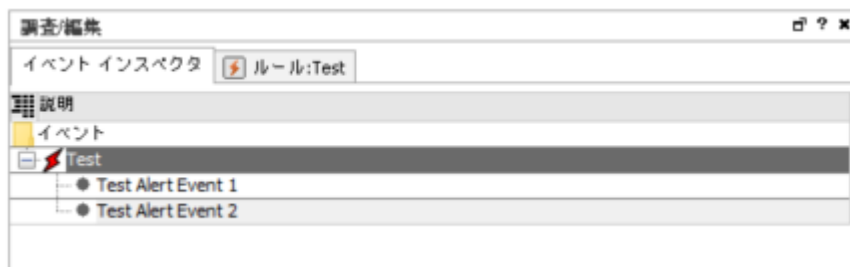 調査/編集
イベント インスペクタ ルール:Test
説明
イベント
Test
Test Alert Event 1
Test Alert Event 2